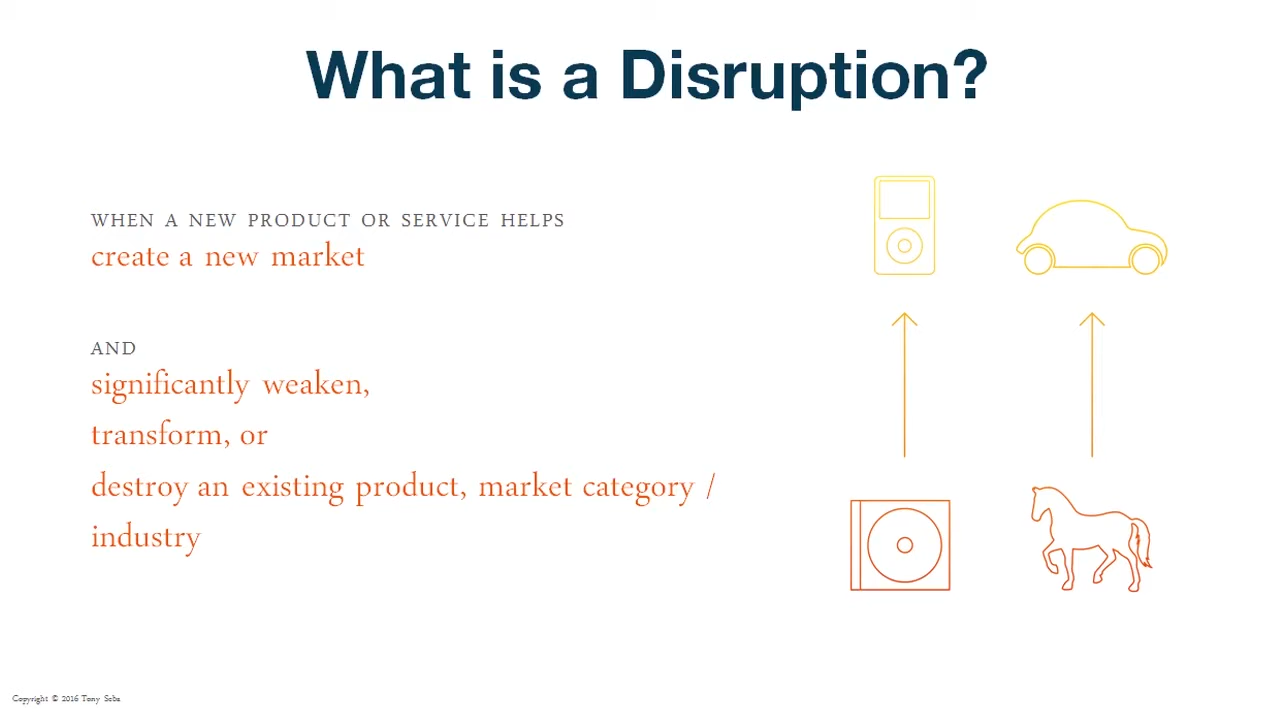 What is a Disruption?
WHEN A NEW PRODUCT OR SERVICE HELPS
create a new market
AND
significantly weaken,
transform, or
destroy an existing product, market category /
industry
Copyright © 2016 Tony Seba